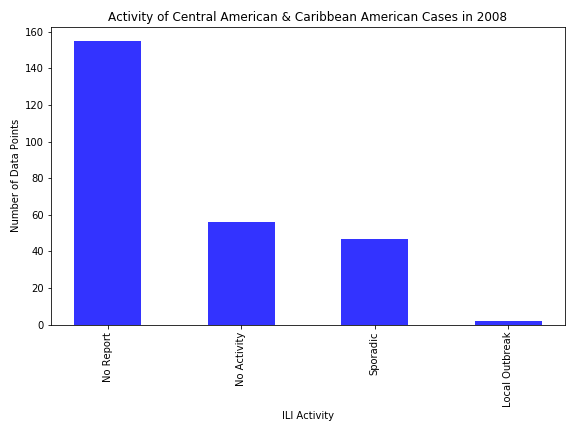 Activity of Central American & Caribbean American Cases in 2008
160
140
120
100
80
60
40
20
0
Number of Data Points
No Report
No Activity
Sporadic
Local Outbreak
ILI Activity